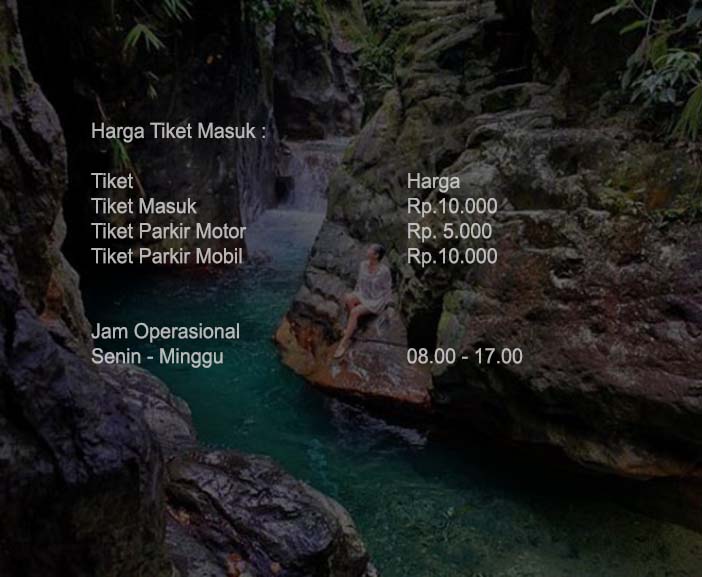 Harga Tiket Masuk :
Tiket Harga
Tiket Masuk Rp.10.000
Tiket Parkir Motor Rp. 5.000
Tiket Parkir Mobil Rp.10.000
Jam Operasional
Senin - Minggu 08.00 - 17.00